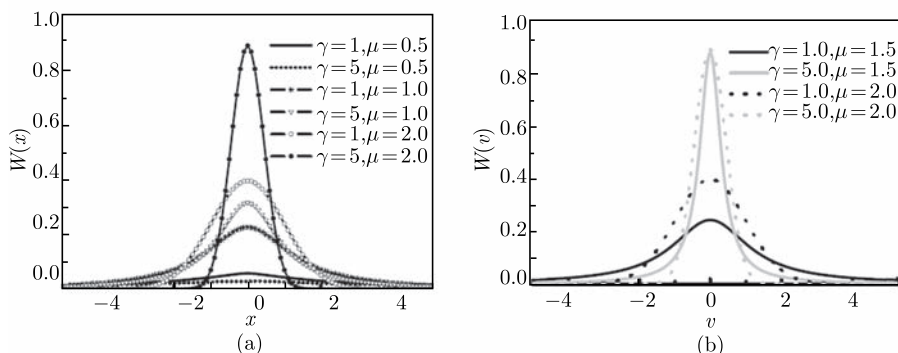 1.0
0.8
0.6
0.4
0.2
0.0
W(x)
γ=1,μ=0.5
γ=5,μ=0.5
γ=1,μ=1.0
γ=5,μ=1.0
γ=1,μ=2.0
γ=5,μ=2.0
−4 −2 0 2 4
x
(a)
1.0
0.8
0.6
0.4
0.2
0.0
W(v)
γ=1.0,μ=1.5
γ=5.0,μ=1.5
γ=1.0,μ=2.0
γ=5.0,μ=2.0
−4 −2 0 2 4
v
(b)